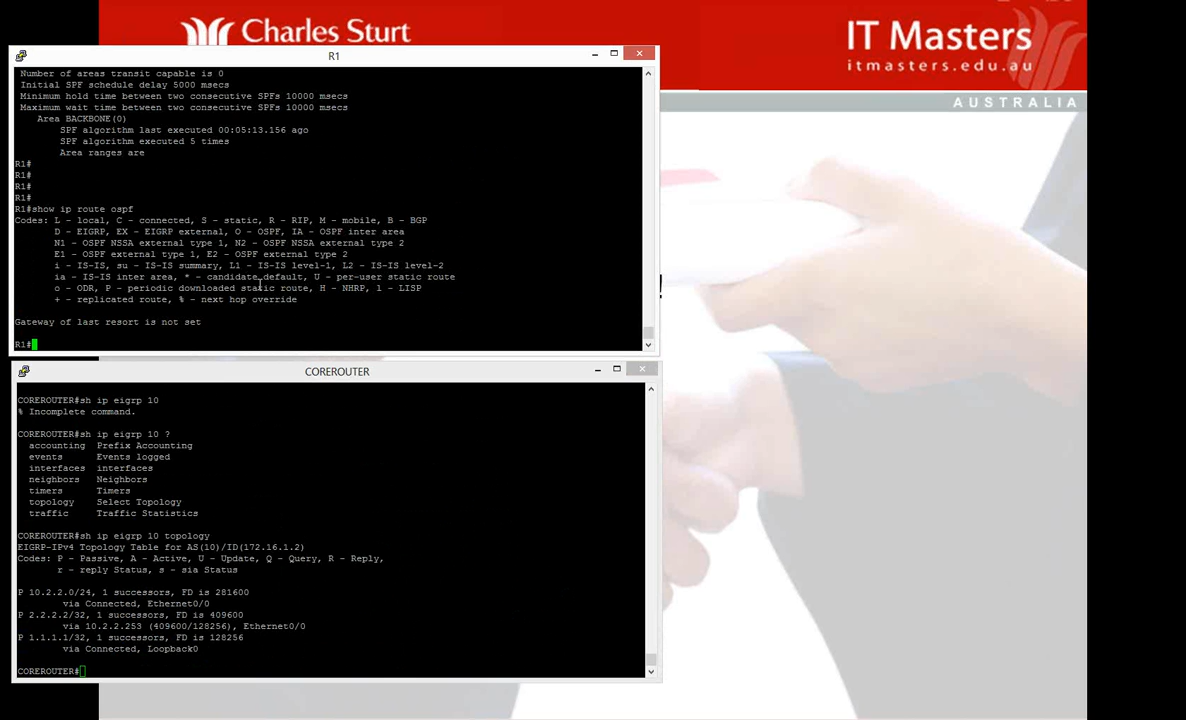 Charles Sturt
IT Masters
itmasters.edu.au
AUSTRALIA
!
R1
Number of areas transit capable is 0
Initial SPF schedule delay 5000 msecs
Minimum hold time between two consecutive SPFs 10000 msecs
Maximum wait time between two consecutive SPFs 10000 msecs
Area BACKBONE(0)
SPF algorithm last executed 00:05:13.156 ago
SPF algorithm executed 5 times
Area ranges are
R1#
R1#
R1#
R1#
R1#show ip route ospf
Codes: L - local, C - connected, S - static, R - RIP, M - mobile, B - BGP
D - EIGRP, EX - EIGRP external, O - OSPF, IA - OSPF inter area
N1 - OSPF NSSA external type 1, N2 - OSPF NSSA external type 2
E1 - OSPF external type 1, E2 - OSPF external type 2
i - IS-IS, su - IS-IS summary, L1 - IS-IS level-1, L2 - IS-IS level-2
ia - IS-IS inter area, * - candidate default, U - per-user static route
o - ODR, P - periodic downloaded static route, H - NHRP, l - LISP
+ - replicated route, % - next hop override
Gateway of last resort is not set
R1#
COREROUTER
COREROUTER#sh ip eigrp 10
% Incomplete command.
COREROUTER#sh ip eigrp 10 ?
accounting Prefix Accounting
events Events logged
interfaces interfaces
neighbors Neighbors
timers Timers
topology Select Topology
traffic Traffic Statistics
COREROUTER#sh ip eigrp 10 topology
EIGRP-IPv4 Topology Table for AS(10)/ID(172.16.1.2)
Codes: P - Passive, A - Active, U - Update, Q - Query, R - Reply,
r - reply Status, s - sia Status
P 10.2.2.0/24, 1 successors, FD is 281600
via Connected, Ethernet0/0
P 2.2.2.2/32, 1 successors, FD is 409600
via 10.2.2.253 (409600/128256), Ethernet0/0
P 1.1.1.1/32, 1 successors, FD is 128256
via Connected, Loopback0
COREROUTER#